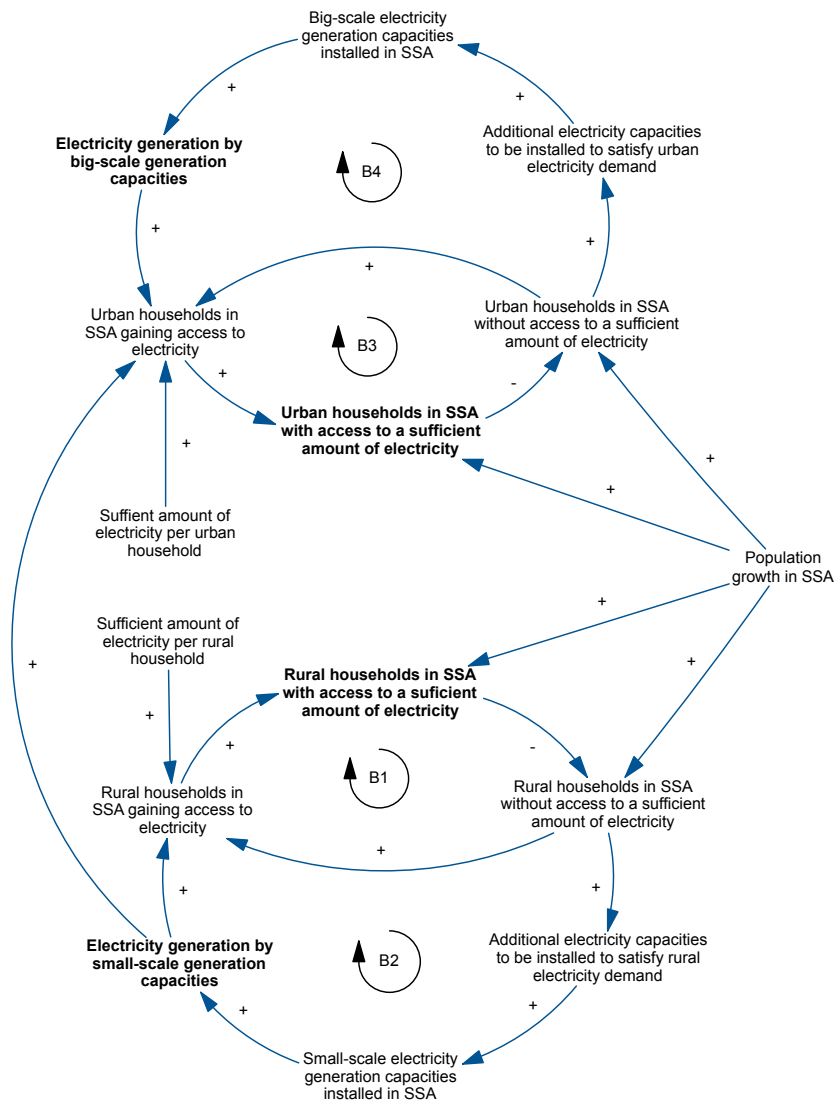 Big-scale electricity
generation capacities
installed in SSA
+
+
Electricity generation by
big-scale generation
capacities
B4
Additional electricity capacities
to be installed to satisfy urban
electricity demand
+
+
+
Urban households in
SSA gaining access to
electricity
B3
Urban households in SSA
without access to a sufficient
amount of electricity
+
-
Urban households in SSA
with access to a sufficient
amount of electricity
+
+
+
Suffient amount of
electricity per urban
household
Population
growth in SSA
+
Sufficient amount of
electricity per rural
household
+
+
Rural households in SSA
with access to a suficient
amount of electricity
+
+
-
B1
Rural households in
SSA gaining access to
electricity
Rural households in SSA
without access to a sufficient
amount of electricity
+
+
+
Electricity generation by
small-scale generation
capacities
B2
Additional electricity capacities
to be installed to satisfy rural
electricity demand
+
+
Small-scale electricity
generation capacities
installed in SSA